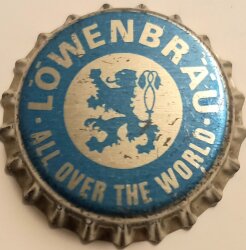 · LÖWENBRÄU ·
ALL OVER THE WORLD